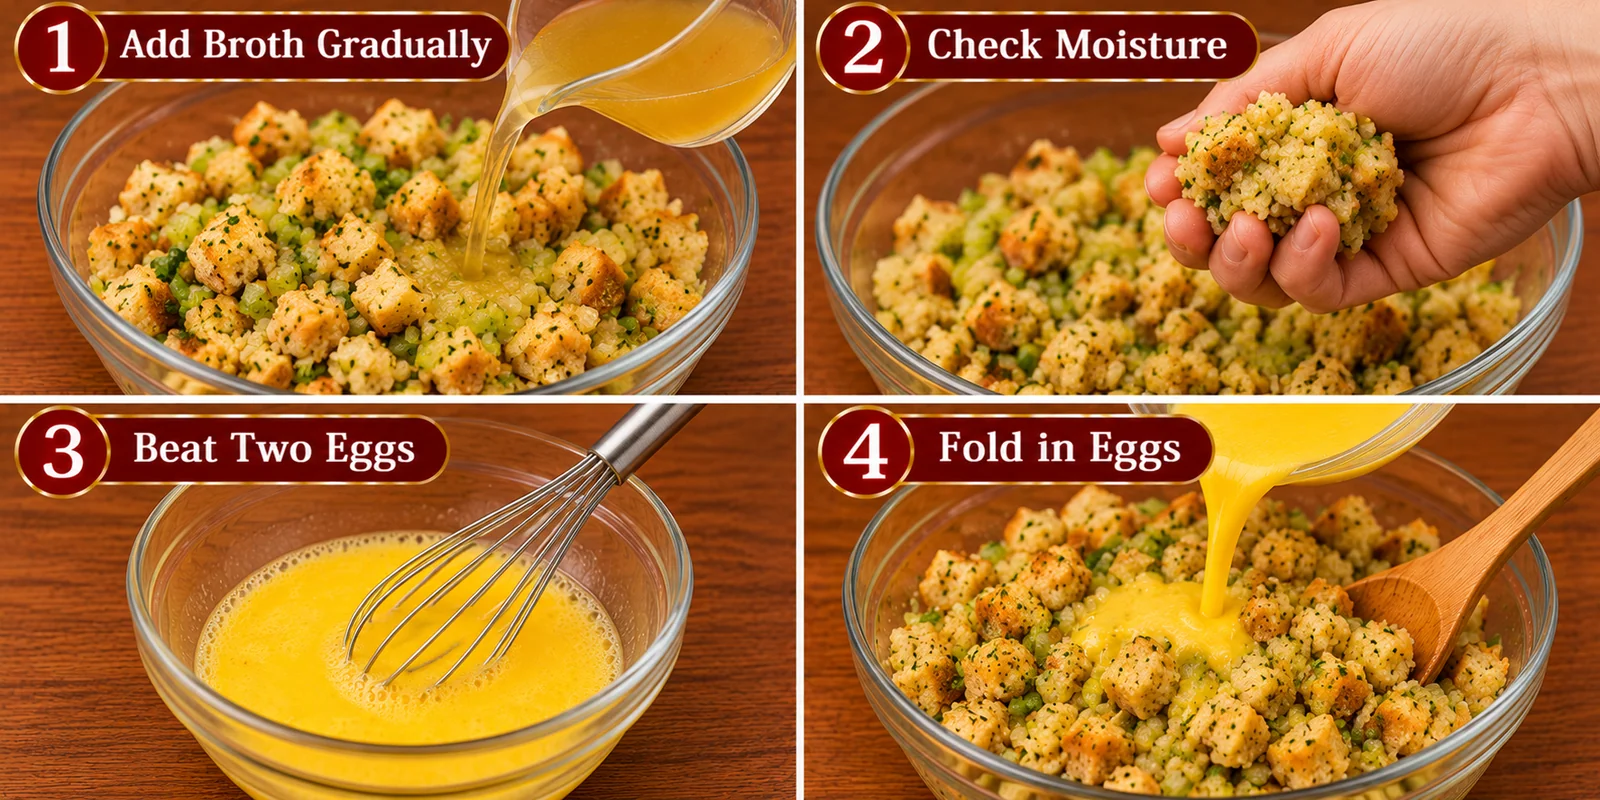 1 Add Broth Gradually
2 Check Moisture
3 Beat Two Eggs
4 Fold in Eggs